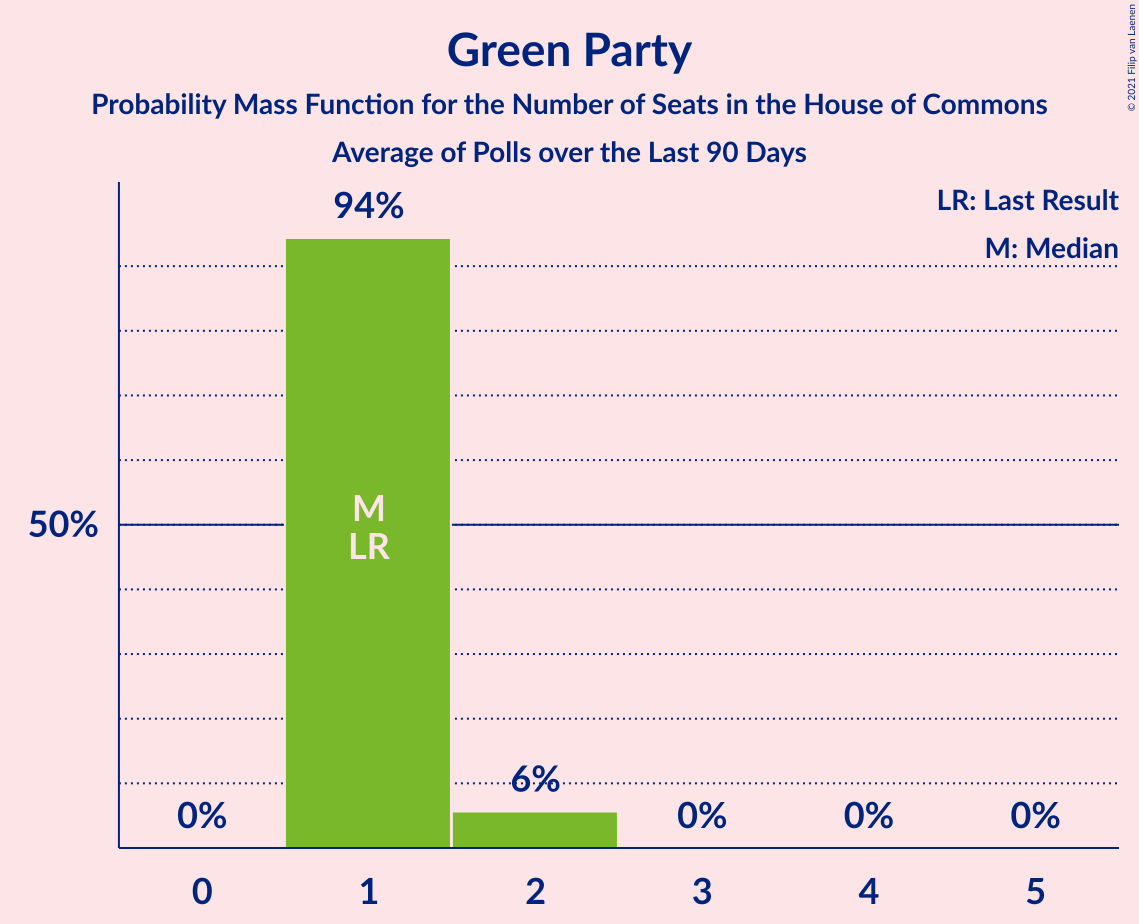 Green Party
Probability Mass Function for the Number of Seats in the House of Commons
Average of Polls over the Last 90 Days
© 2021 Filip van Laenen
LR: Last Result
M: Median
94%
50%
M
LR
6%
0%
0%
0%
0%
0
1
2
3
4
5